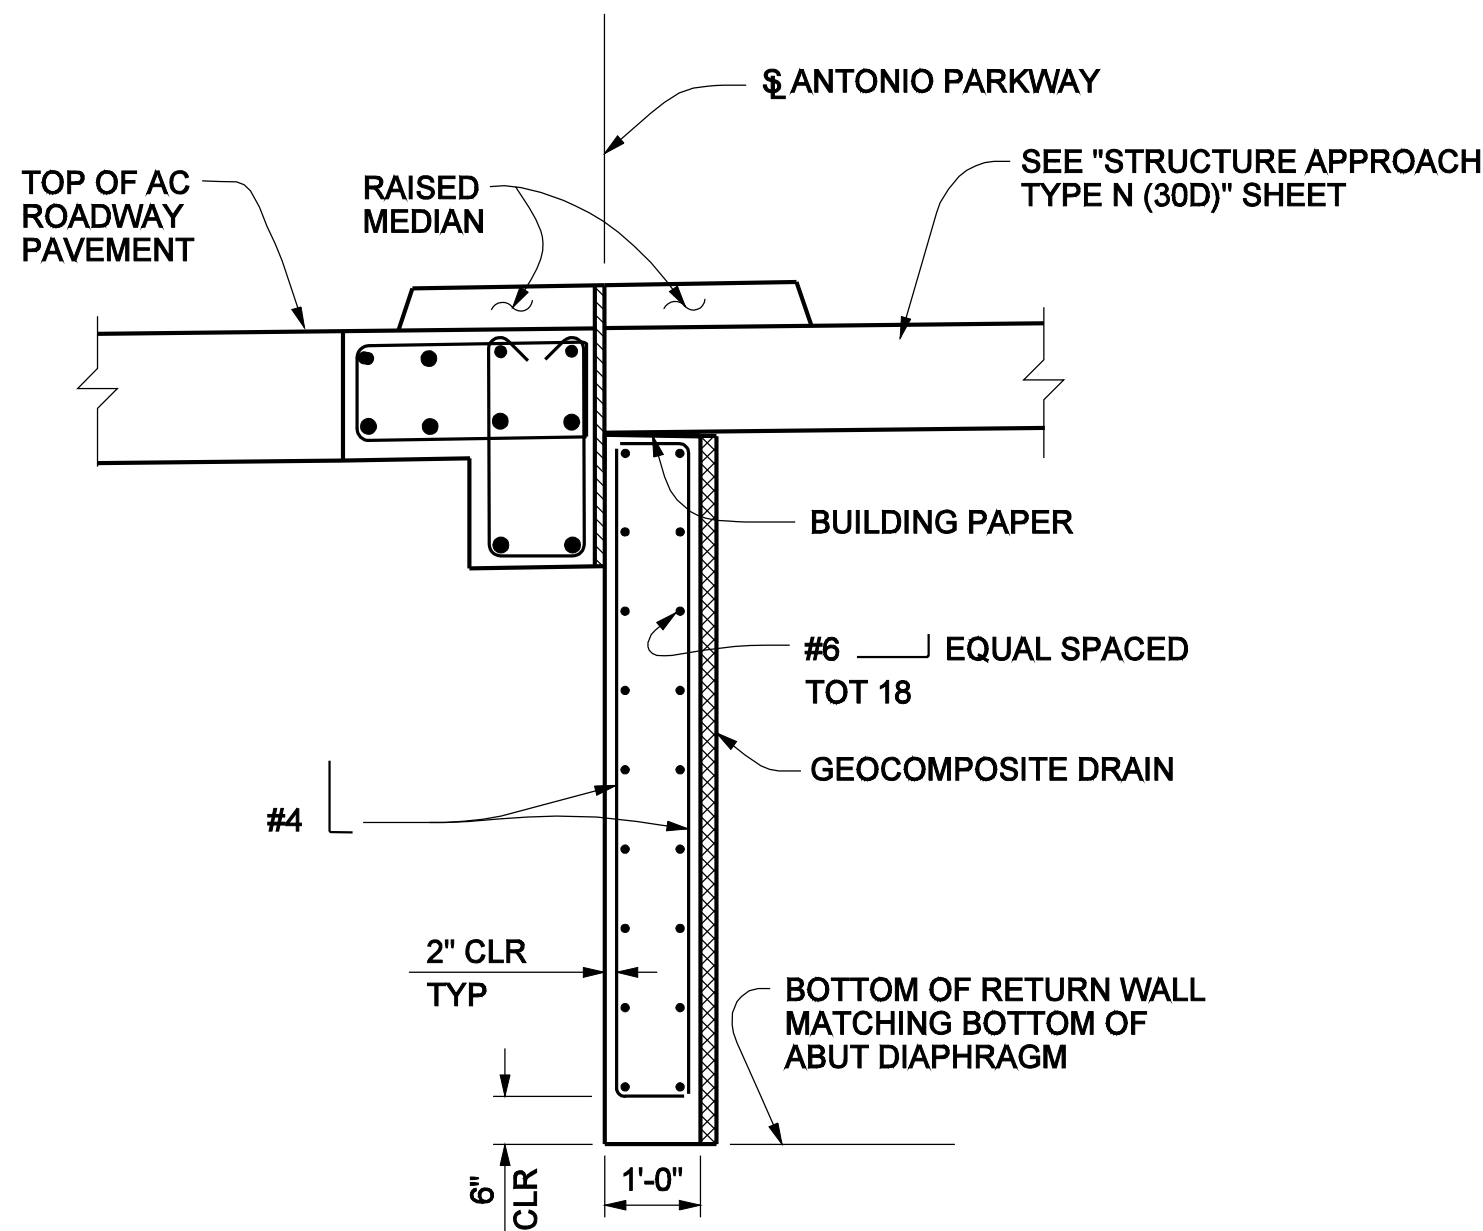 ℄ ANTONIO PARKWAY
SEE "STRUCTURE APPROACH
TYPE N (30D)" SHEET
TOP OF AC
ROADWAY
PAVEMENT
RAISED
MEDIAN
BUILDING PAPER
#6 EQUAL SPACED
TOT 18
GEOCOMPOSITE DRAIN
#4
2" CLR
TYP
BOTTOM OF RETURN WALL
MATCHING BOTTOM OF
ABUT DIAPHRAGM
6"
CLR
1'-0"